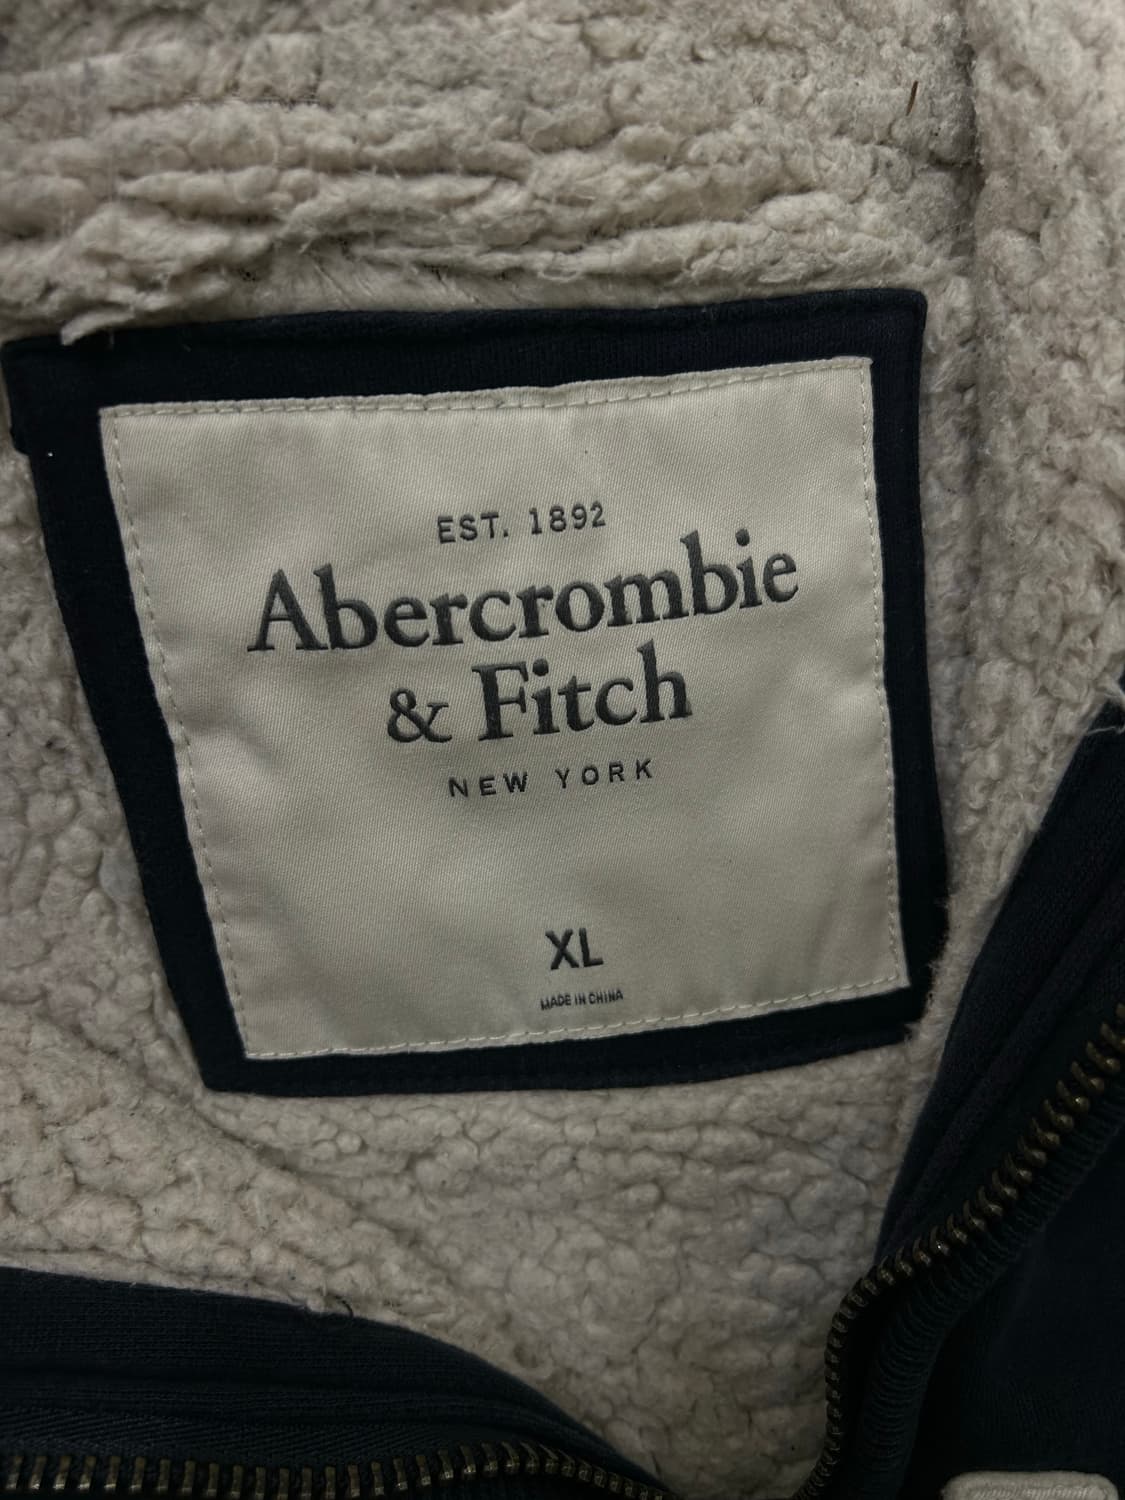 EST. 1892
Abercrombie
& Fitch
NEW YORK
XL
MADE IN CHINA